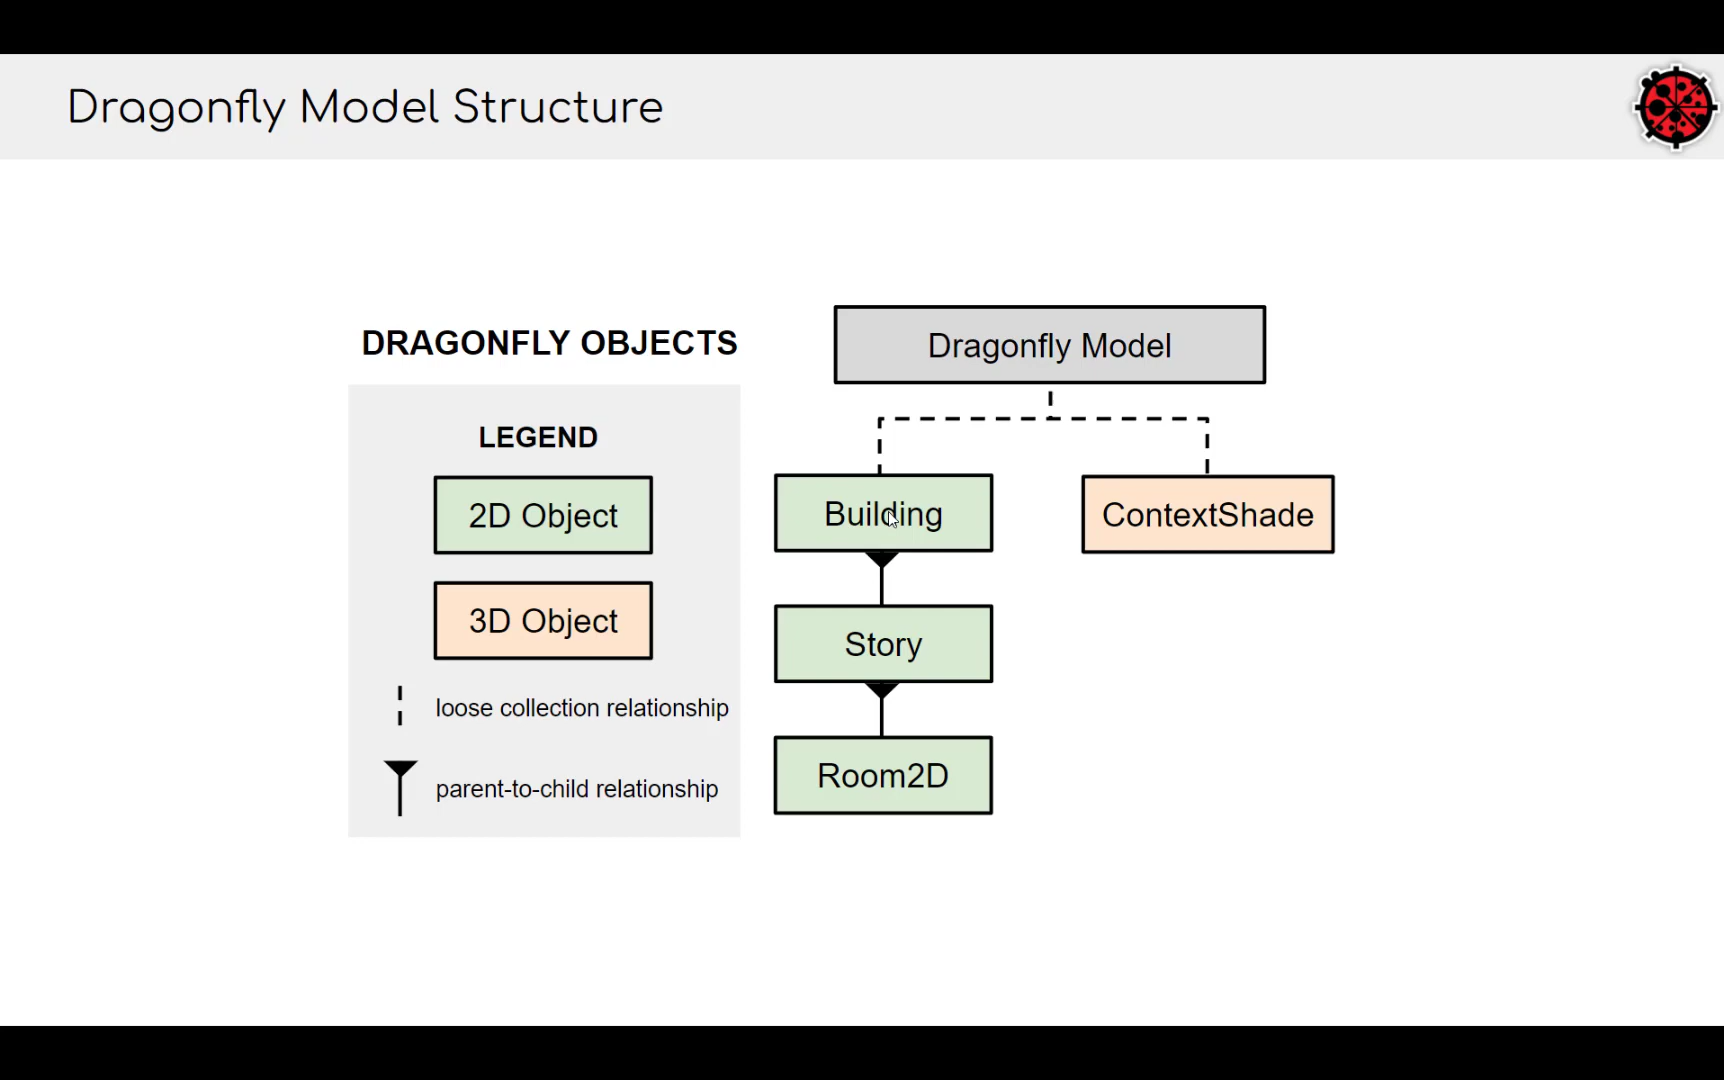 Dragonfly Model Structure
DRAGONFLY OBJECTS
LEGEND
2D Object
3D Object
loose collection relationship
parent-to-child relationship
Dragonfly Model
Building
ContextShade
Story
Room2D